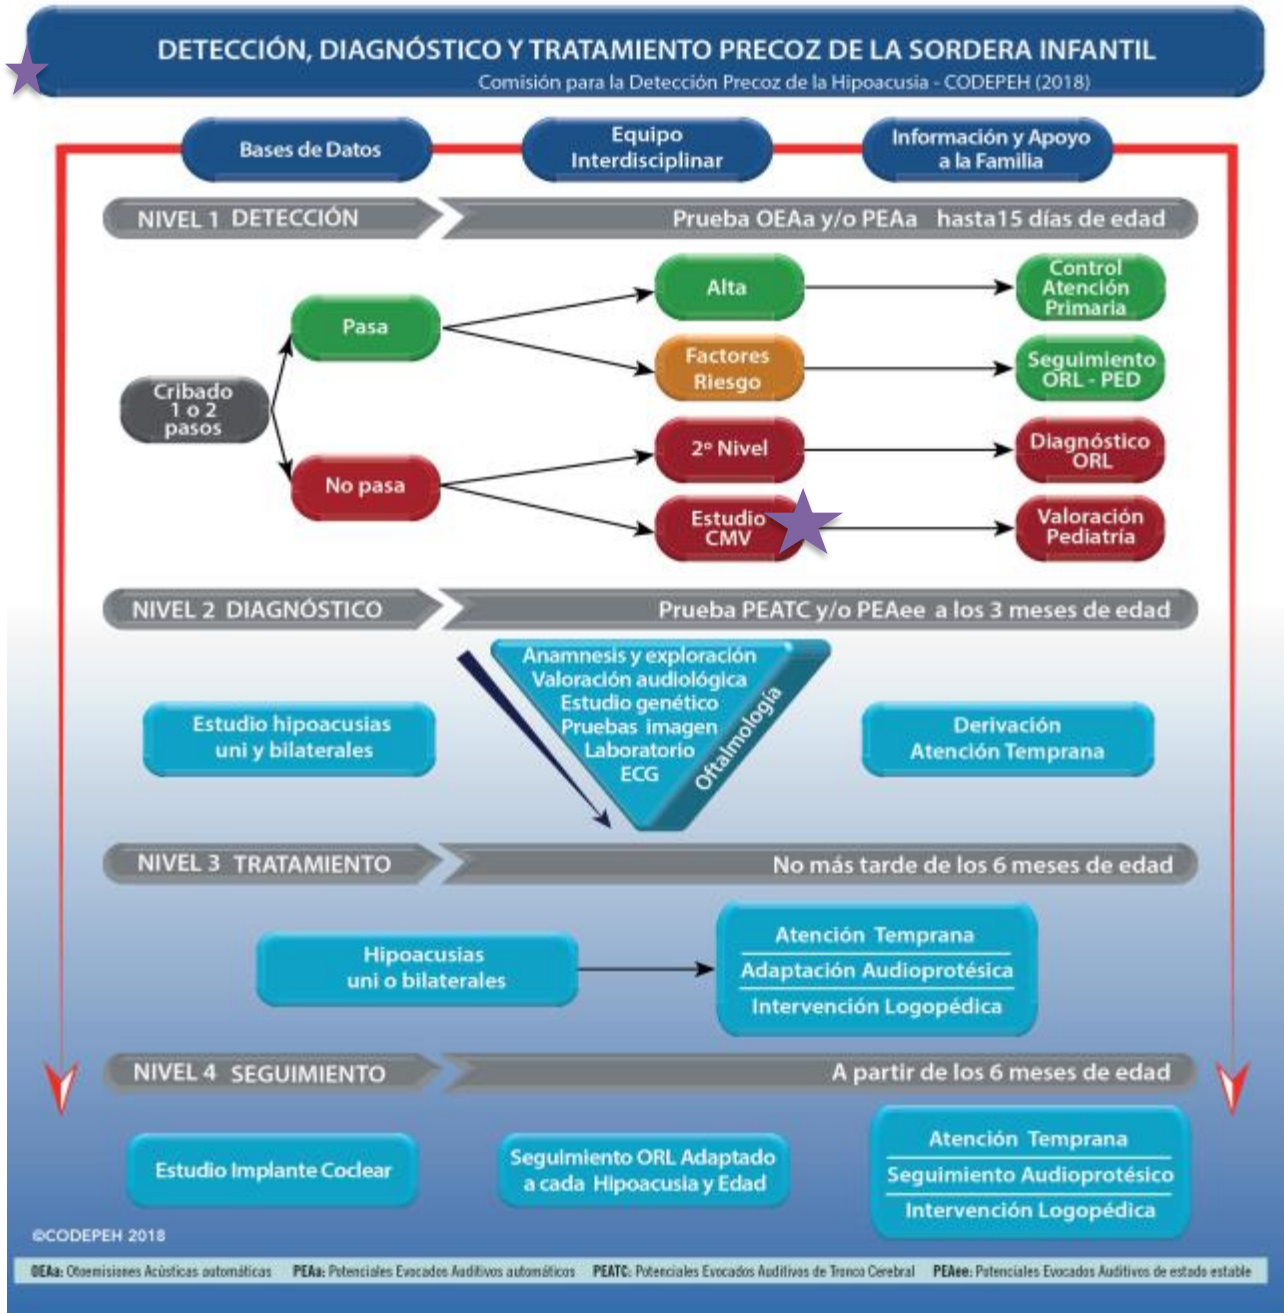 DETECCIÓN, DIAGNÓSTICO Y TRATAMIENTO PRECOZ DE LA SORDERA INFANTIL
Comisión para la Detección Precoz de la Hipoacusia - CODEPEH (2018)
Bases de Datos
Equipo
Interdisciplinar
Información y Apoyo
a la Familia
NIVEL 1 DETECCIÓN
Prueba OEAa y/o PEAa hasta15 días de edad
Cribado
1 o 2
pasos
Pasa
Alta
Control
Atención
Primaria
Factores
Riesgo
Seguimiento
ORL - PED
No pasa
2º Nivel
Diagnóstico
ORL
Estudio
CMV
Valoración
Pediatría
NIVEL 2 DIAGNÓSTICO
Prueba PEATC y/o PEAee a los 3 meses de edad
Estudio hipoacusias
uni y bilaterales
Anamnesis y exploración
Valoración audiológica
Estudio genético
Pruebas imagen
Laboratorio
ECG
Oftalmología
Derivación
Atención Temprana
NIVEL 3 TRATAMIENTO
No más tarde de los 6 meses de edad
Hipoacusias
uni o bilaterales
Atención Temprana
Adaptación Audioprotésica
Intervención Logopédica
NIVEL 4 SEGUIMIENTO
A partir de los 6 meses de edad
Estudio Implante Coclear
Seguimiento ORL Adaptado
a cada Hipoacusia y Edad
Atención Temprana
Seguimiento Audioprotésico
Intervención Logopédica
©CODEPEH 2018
OEAa: Otoemisiones Acústicas automáticas PEAa: Potenciales Evocados Auditivos automáticos PEATC: Potenciales Evocados Auditivos de Tronco Cerebral PEAee: Potenciales Evocados Auditivos de estado estable